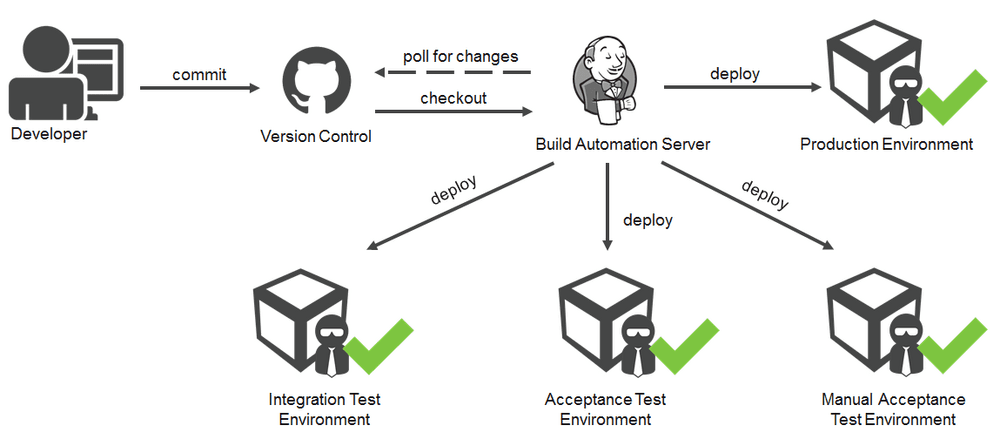 poll for changes
commit
deploy
checkout
Developer
Version Control
Build Automation Server
Production Environment
deploy
deploy
deploy
Integration Test
Environment
Acceptance Test
Environment
Manual Acceptance
Test Environment